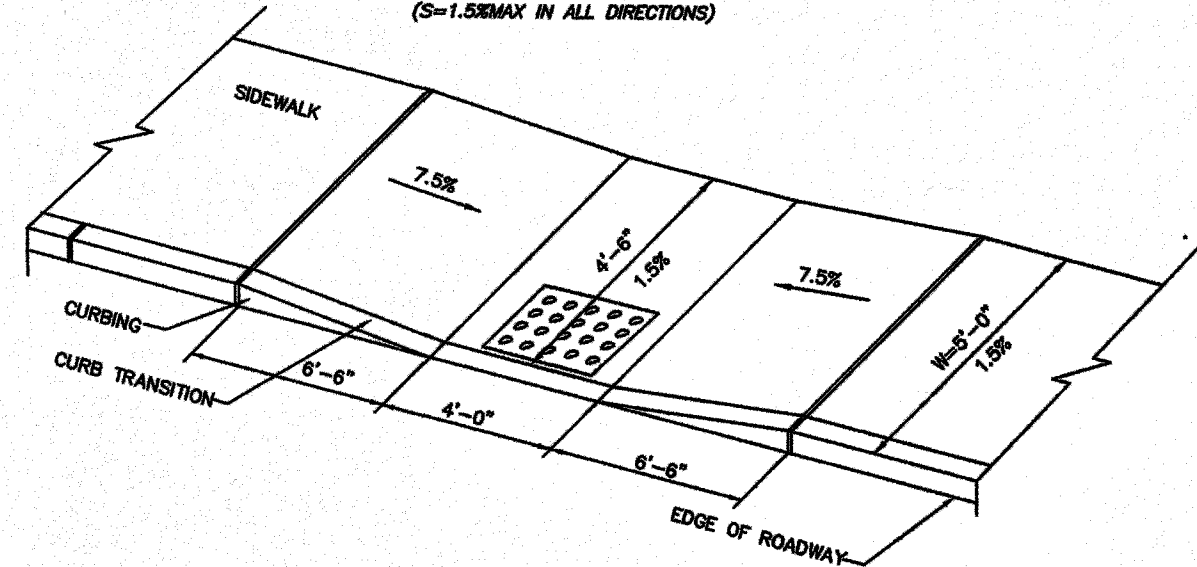 (S=1.5%MAX IN ALL DIRECTIONS)
SIDEWALK
7.5%
4'-6"
1.5%
7.5%
W=5'-0"
1.5%
CURBING
CURB TRANSITION
6'-6"
4'-0"
6'-6"
EDGE OF ROADWAY